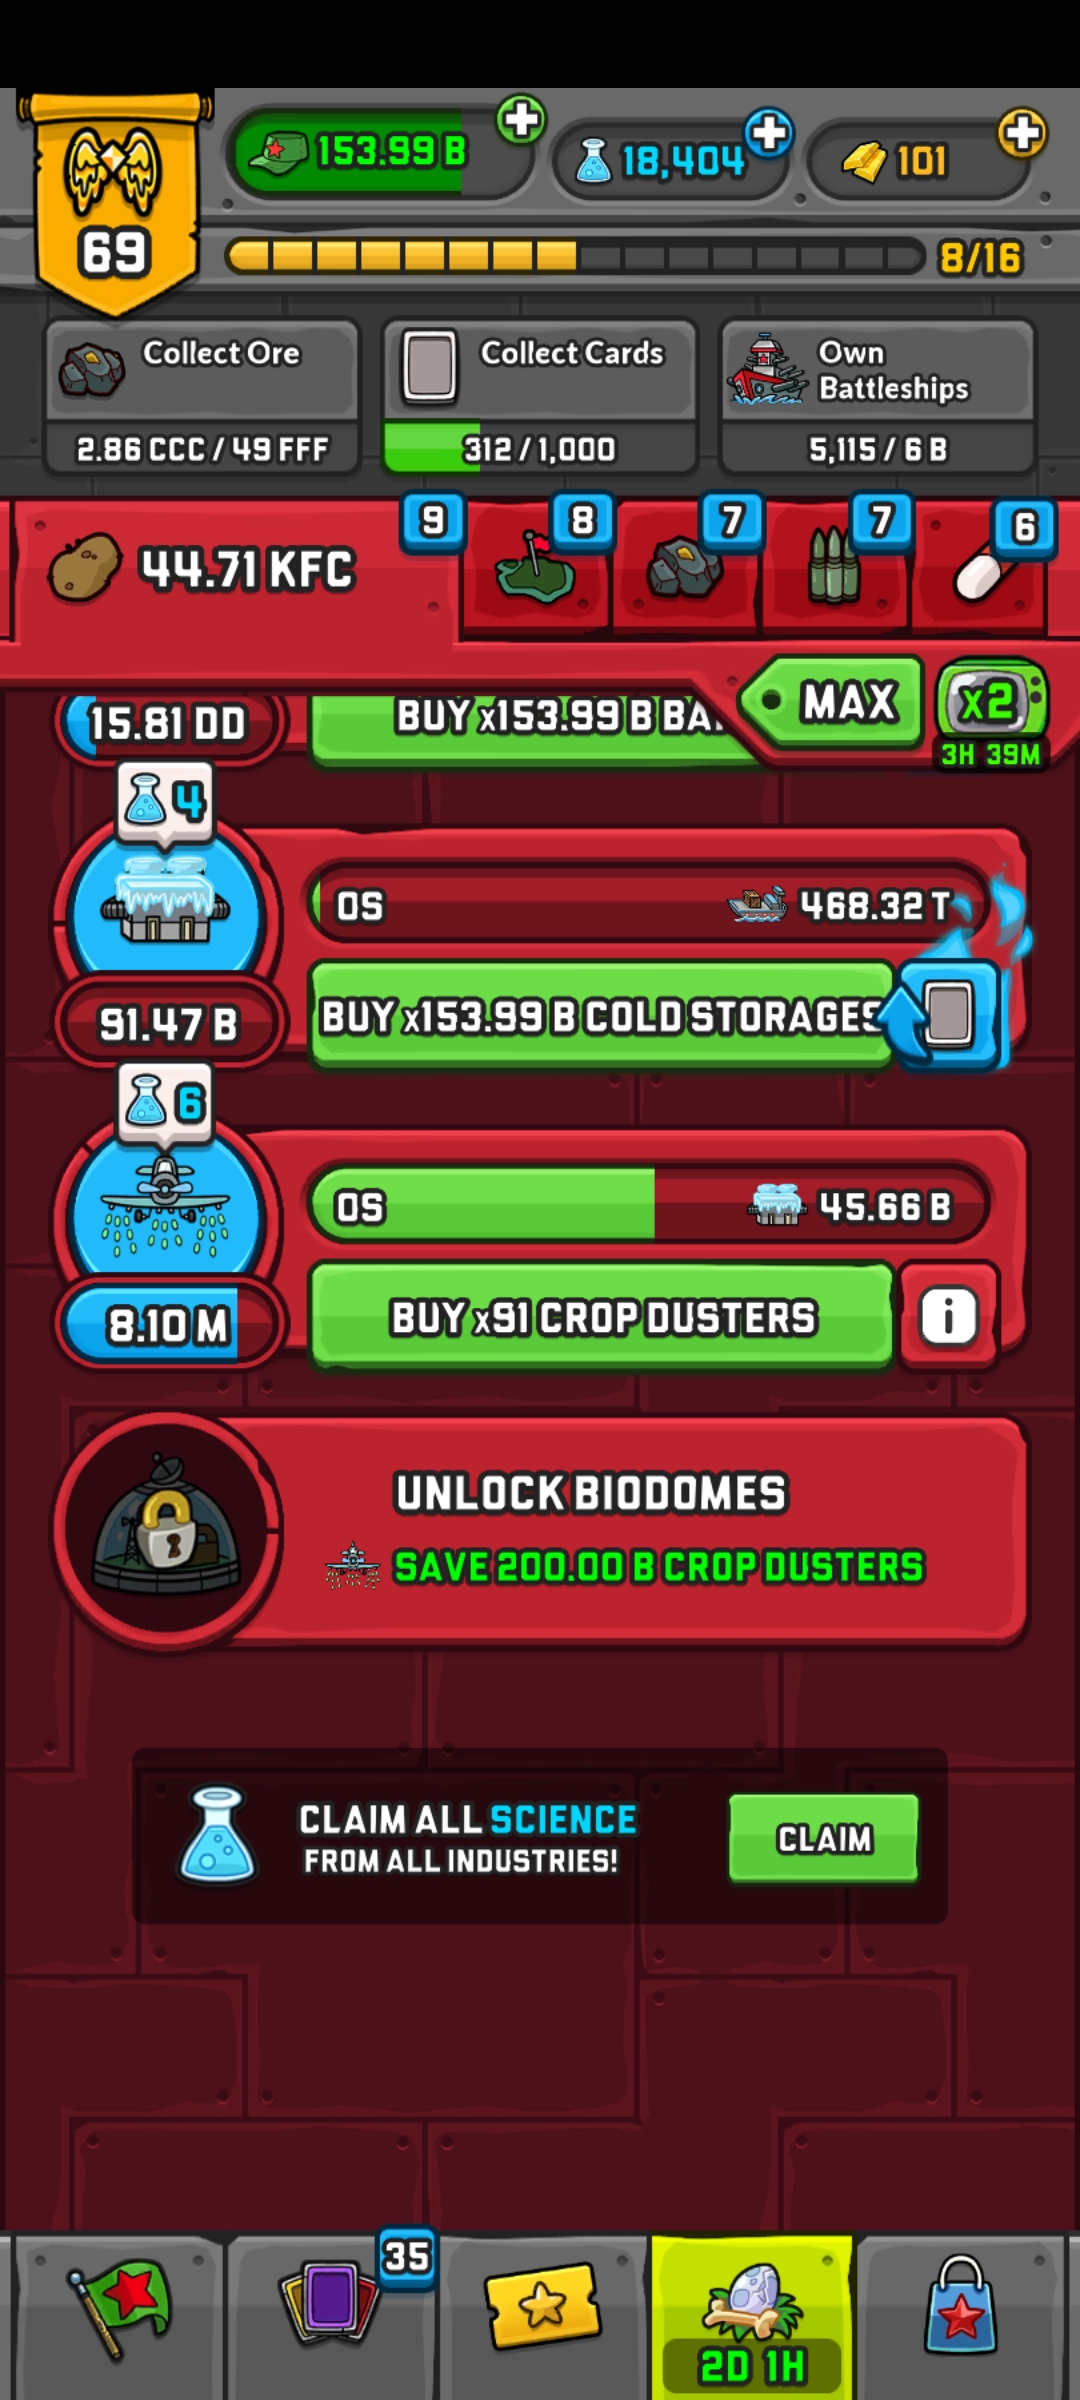 69
153.99 B
18,404
101
8/16
Collect Ore
2.86 CCC / 49 FFF
Collect Cards
312 / 1,000
Own
Battleships
5,115 / 6 B
44.71 KFC
9
8
7
7
6
MAX
x2
3H 39M
15.81 DD
BUY x153.99 B BA
4
0S
468.32 T
91.47 B
BUY x153.99 B COLD STORAGES
6
0S
45.66 B
8.10 M
BUY x91 CROP DUSTERS
i
UNLOCK BIODOMES
SAVE 200.00 B CROP DUSTERS
CLAIM ALL SCIENCE
FROM ALL INDUSTRIES!
CLAIM
35
2D 1H